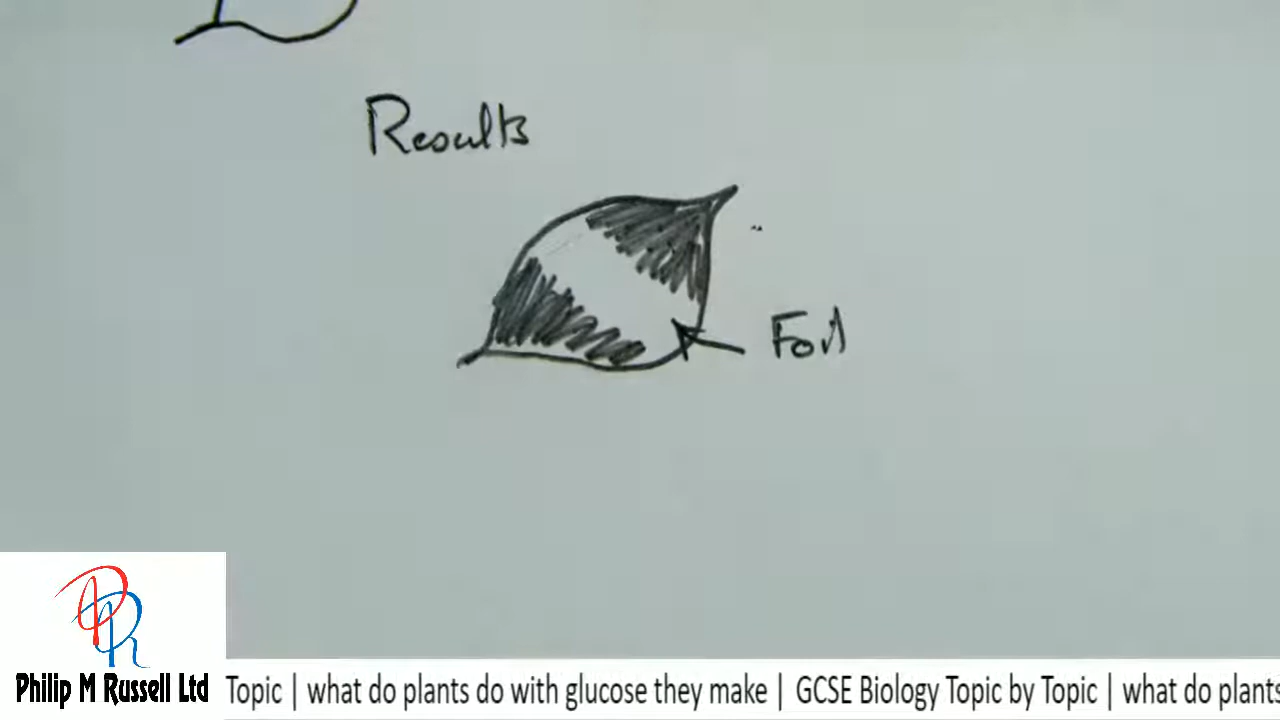 Results
Foil
Philip M Russell Ltd
Topic | what do plants do with glucose they make | GCSE Biology Topic by Topic | what do plants